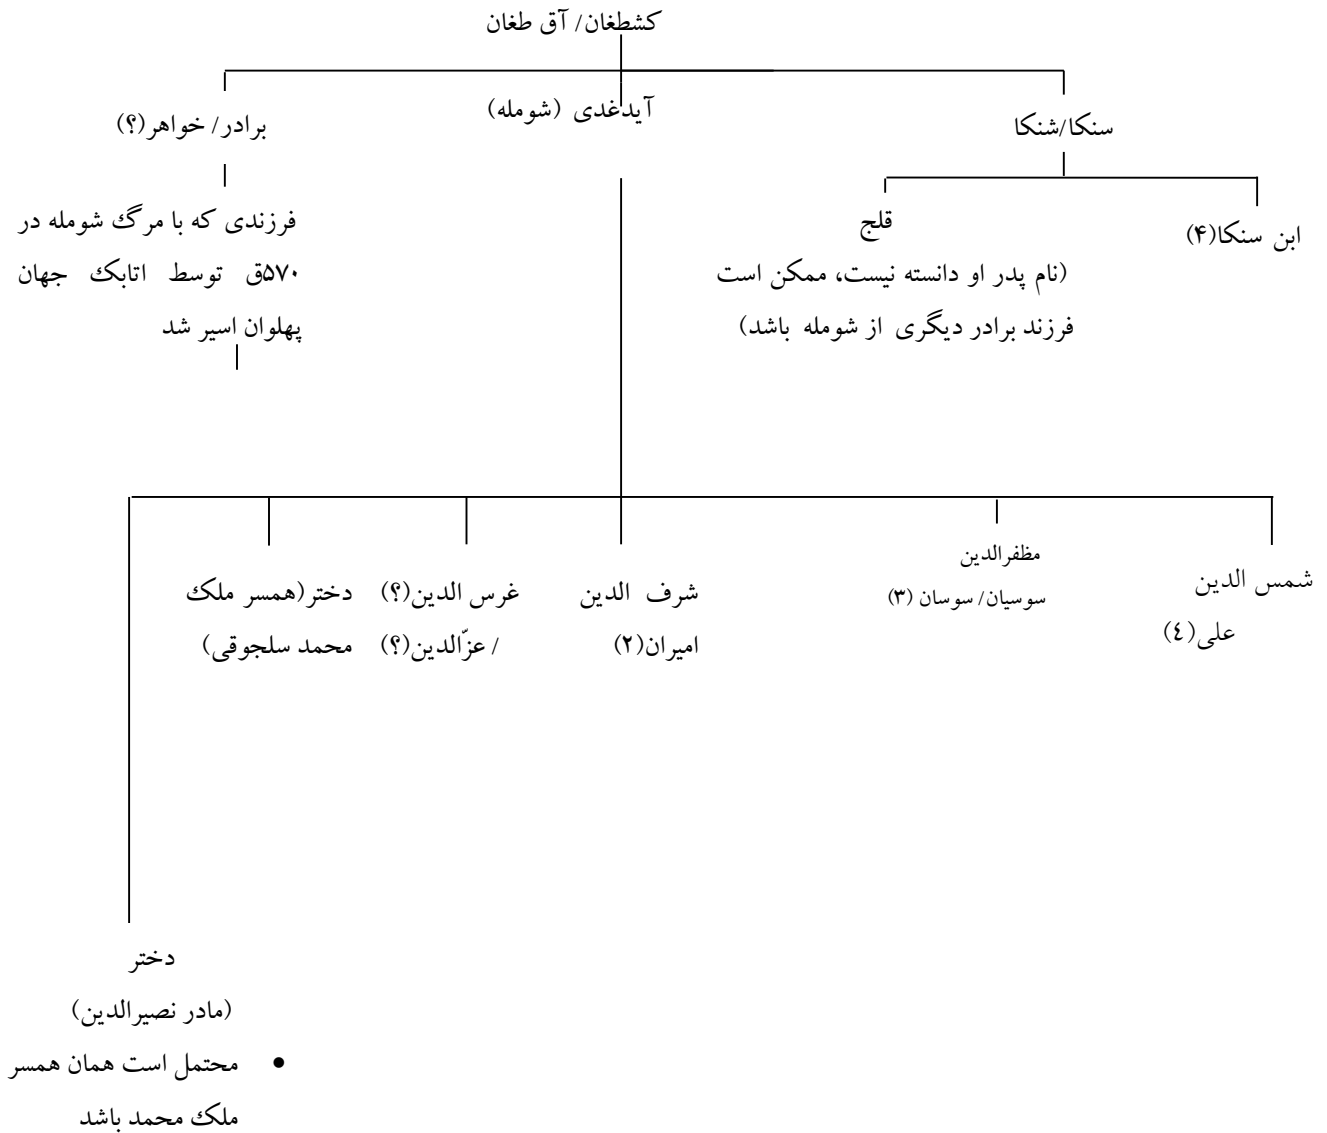 کشطغان/ آق طغان
سنکا/شنکا
آیدغدی (شومله)
برادر/ خواهر(؟)
ابن سنکا(۴)
قلج
(نام پدر او دانسته نیست، ممکن است
فرزند برادر دیگری از شومله باشد)
فرزندی که با مرگ شومله در
۵۷۰ق توسط اتابک جهان
پهلوان اسیر شد
شمس الدین
علی(٤)
مظفرالدین
سوسیان/ سوسان (۳)
شرف الدین
امیران(۲)
غرس الدین(؟)
/ عزّالدین(؟)
دختر(همسر ملک
محمد سلجوقی)
دختر
(مادر نصیرالدین)
• محتمل است همان همسر
ملک محمد باشد